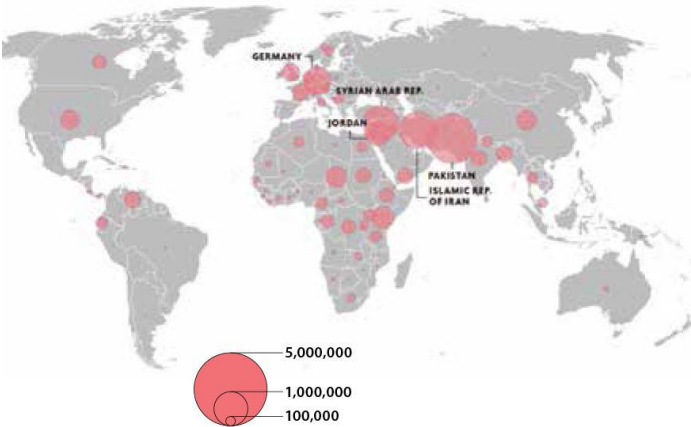 GERMANY
SYRIAN ARAB REP.
JORDAN
PAKISTAN
ISLAMIC REP.
OF IRAN
5,000,000
1,000,000
100,000